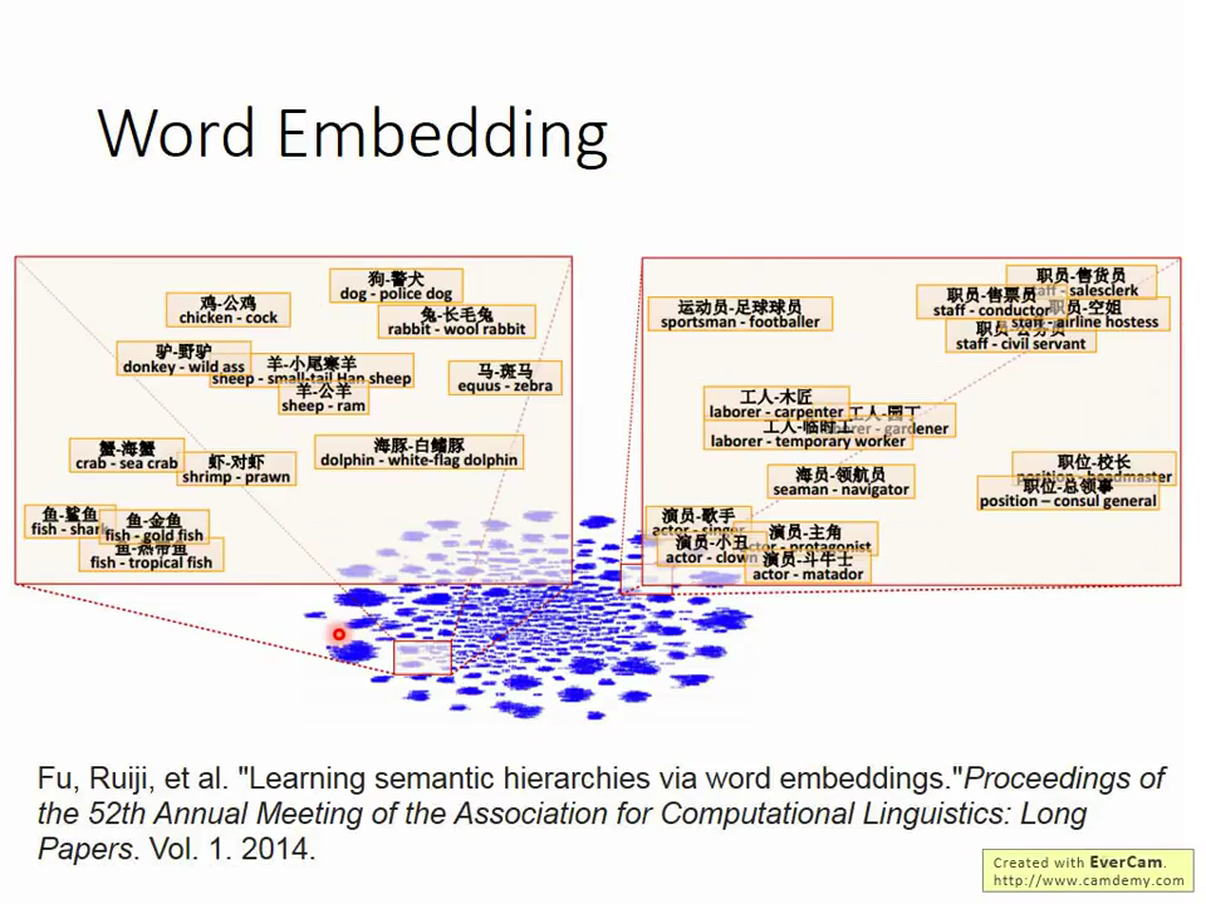 Word Embedding
狗-警犬
dog - police dog
鸡-公鸡
chicken - cock
兔-长毛兔
rabbit - wool rabbit
驴-野驴
donkey - wild ass
羊-小尾寒羊
sheep - small-tail Han sheep
羊-公羊
sheep - ram
马-斑马
equus - zebra
蟹-海蟹
crab - sea crab
虾-对虾
shrimp - prawn
海豚-白鳍豚
dolphin - white-flag dolphin
鱼-鲨鱼
fish - shark
鱼-金鱼
fish - gold fish
鱼-热带鱼
fish - tropical fish
职员-售货员
staff - salesclerk
职员-售票员
staff - conductor
职员-空姐
staff - airline hostess
职员-公务员
staff - civil servant
运动员-足球球员
sportsman - footballer
工人-木匠
laborer - carpenter
工人-园丁
laborer - gardener
工人-临时工
laborer - temporary worker
海员-领航员
seaman - navigator
职位-校长
position - headmaster
职位-总领事
position – consul general
演员-歌手
actor - singer
演员-主角
actor - protagonist
演员-小丑
actor - clown
演员-斗牛士
actor - matador
Fu, Ruiji, et al. "Learning semantic hierarchies via word embeddings."Proceedings of
the 52th Annual Meeting of the Association for Computational Linguistics: Long
Papers. Vol. 1. 2014.
Created with EverCam.
http://www.camdemy.com